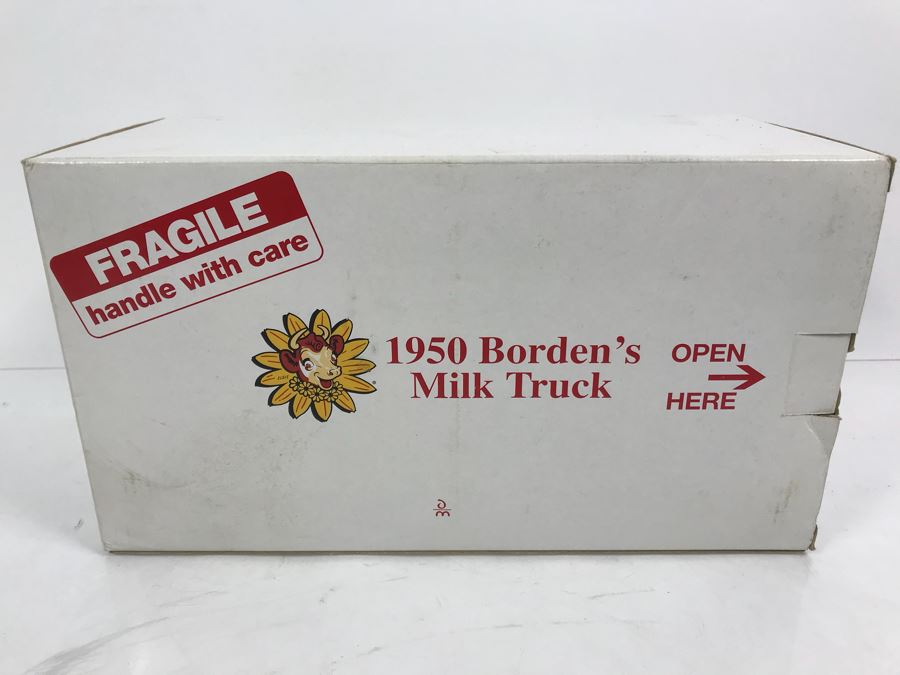 FRAGILE
handle with care
1950 Borden's
Milk Truck
OPEN
HERE